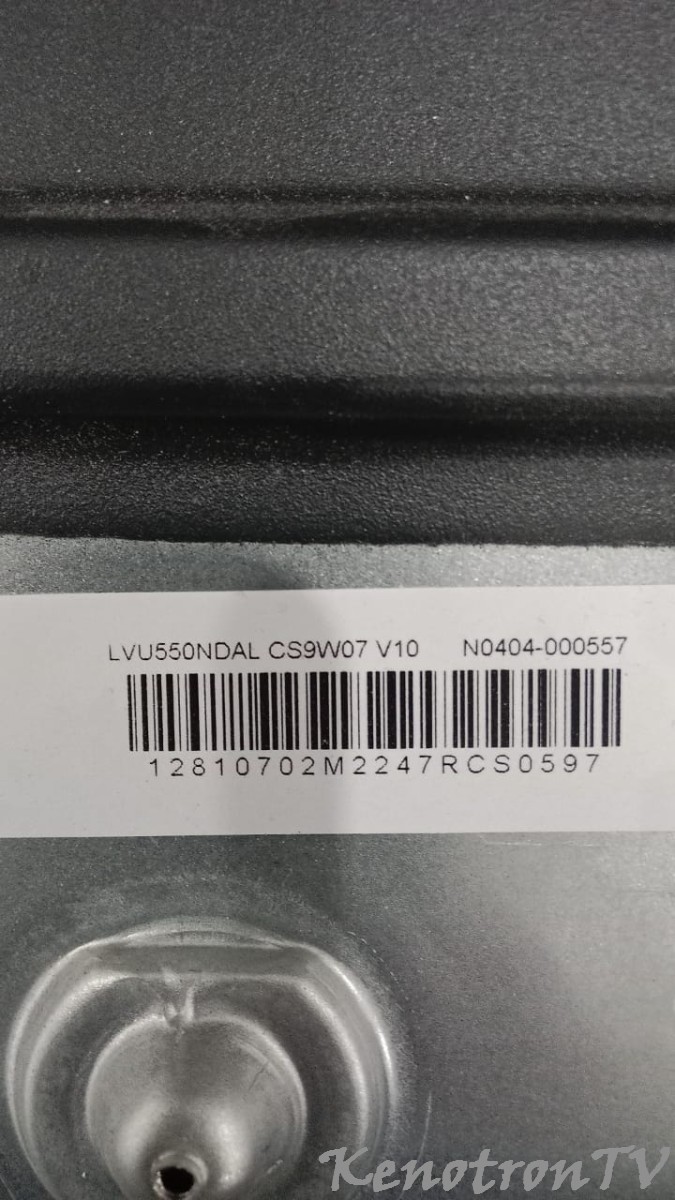 LVU550NDAL CS9W07 V10 N0404-000557
12810702M2247RCS0597
KenotronTV